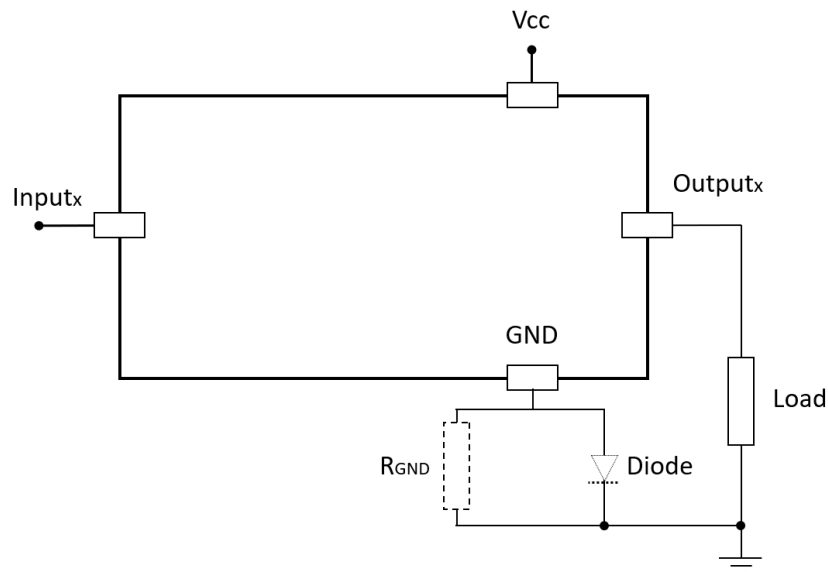 Vcc
Inputx
Outputx
GND
Load
RGND
Diode